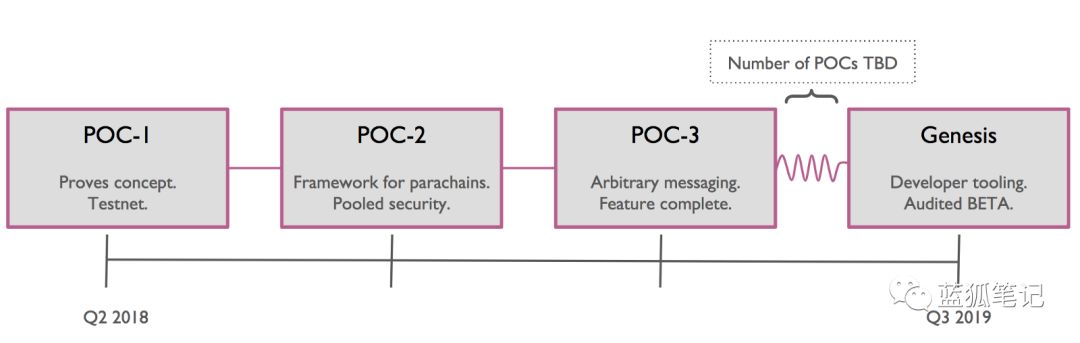 Number of POCs TBD
POC-1
Proves concept.
Testnet.
POC-2
Framework for parachains.
Pooled security.
POC-3
Arbitrary messaging.
Feature complete.
Genesis
Developer tooling.
Audited BETA.
Q2 2018
Q3 2019
蓝狐笔记